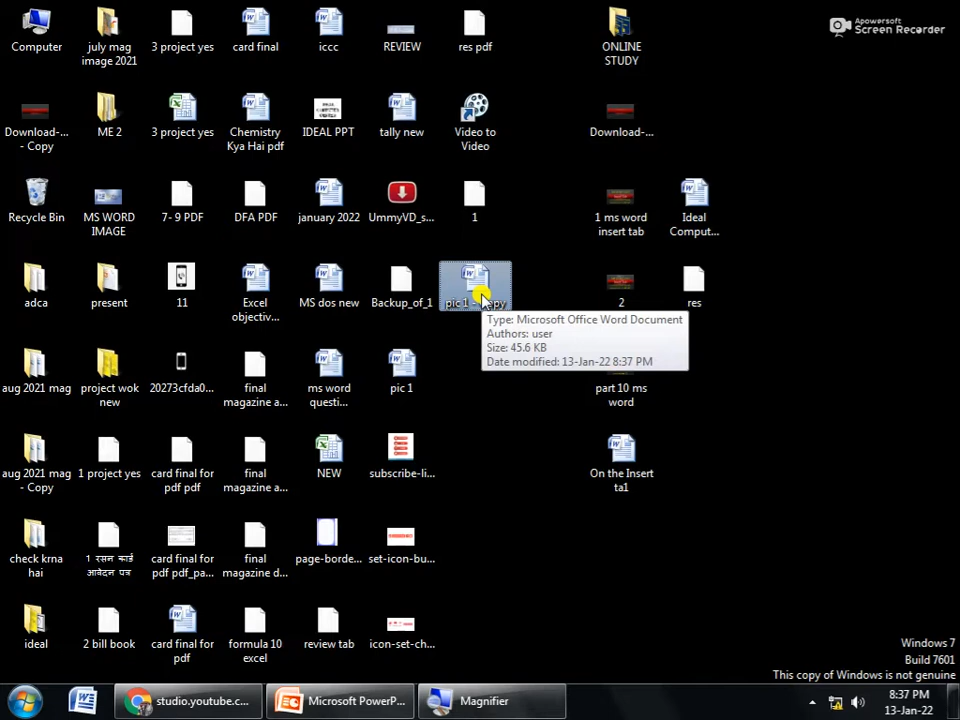 Computer
july mag
image 2021
3 project yes
card final
iccc
REVIEW
res pdf
ONLINE
STUDY
Apowersoft
Screen Recorder
Download-...
- Copy
ME 2
3 project yes
Chemistry
Kya Hai pdf
IDEAL PPT
tally new
Video to
Video
Download-...
Recycle Bin
MS WORD
IMAGE
7- 9 PDF
DFA PDF
january 2022
UmmyVD_s...
1
1 ms word
insert tab
Ideal
Comput...
adca
present
11
Excel
objectiv...
MS dos new
Backup_of_1
pic 1 -
2
res
Type: Microsoft Office Word Document
Authors: user
Size: 45.6 KB
Date modified: 13-Jan-22 8:37 PM
aug 2021 mag
project wok
new
20273cfda0...
final
magazine a...
ms word
questi...
pic 1
part 10 ms
word
aug 2021 mag
- Copy
1 project yes
card final for
pdf pdf
final
magazine a...
NEW
subscribe-li...
On the Insert
ta1
check krna
hai
1 रसन कार्ड
आवेदन पत्र
card final for
pdf pdf_pa...
final
magazine d...
page-borde...
set-icon-bu...
ideal
2 bill book
card final for
pdf
formula 10
excel
review tab
icon-set-ch...
Windows 7
Build 7601
This copy of Windows is not genuine
studio.youtube.c...
Microsoft PowerP...
Magnifier
8:37 PM
13-Jan-22